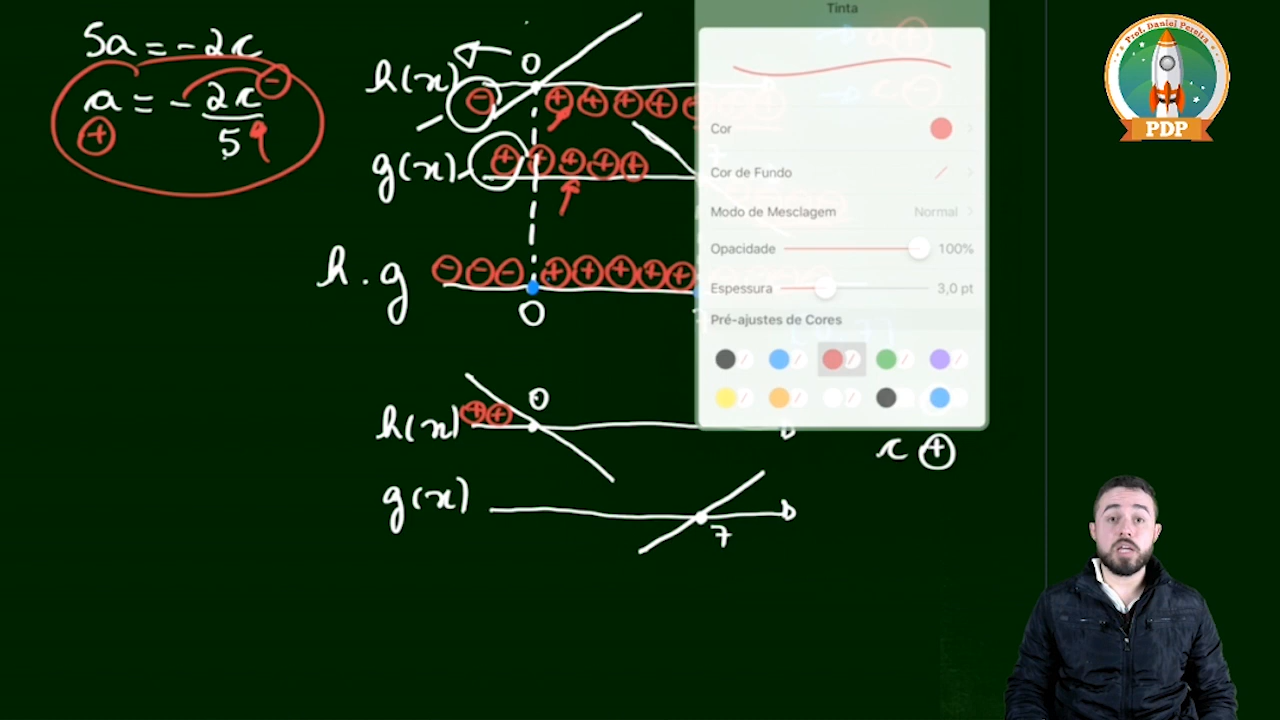 5a = -2c
a = - 2c ⊖
⊕ 5
h(x) 0
⊖ ⊕ ⊕ ⊕ ⊕
g(x) ⊕ ⊕ ⊕ ⊕ ⊕
h.g ⊖ ⊖ ⊖ ⊕ ⊕ ⊕ ⊕ ⊕
0
h(x) ⊕ ⊕ 0
g(x)
7
c ⊕
Tinta
Cor
Cor de Fundo
Modo de Mesclagem Normal
Opacidade 100%
Espessura 3,0 pt
Pré-ajustes de Cores
Prof. Daniel Pereira
PDP